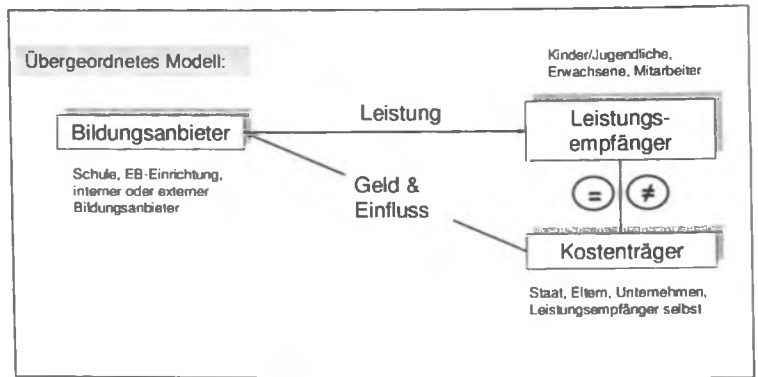 Übergeordnetes Modell:
Kinder/Jugendliche,
Erwachsene, Mitarbeiter
Bildungsanbieter
Leistung
Leistungs-
empfänger
Schule, EB-Einrichtung,
interner oder externer
Bildungsanbieter
Geld &
Einfluss
= ≠
Kostenträger
Staat, Eltern, Unternehmen,
Leistungsempfänger selbst